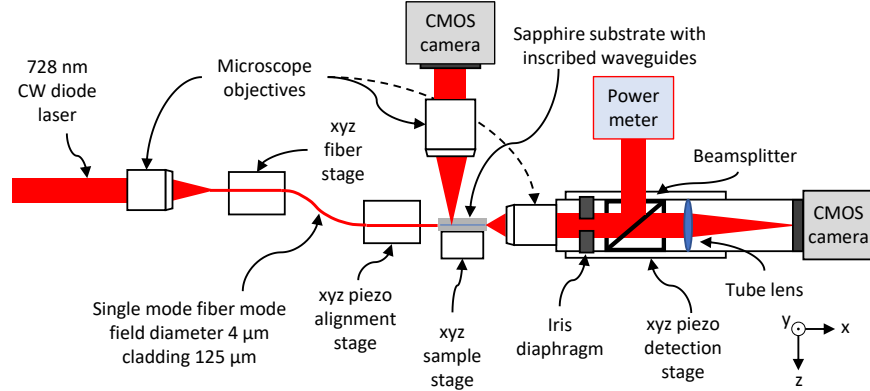 CMOS
camera
Sapphire substrate with
inscribed waveguides
728 nm
CW diode
laser
Microscope
objectives
Power
meter
xyz
fiber
stage
Beamsplitter
CMOS
camera
Single mode fiber mode
field diameter 4 µm
cladding 125 µm
xyz piezo
alignment
stage
xyz
sample
stage
Iris
diaphragm
xyz piezo
detection
stage
Tube lens
y
x
z